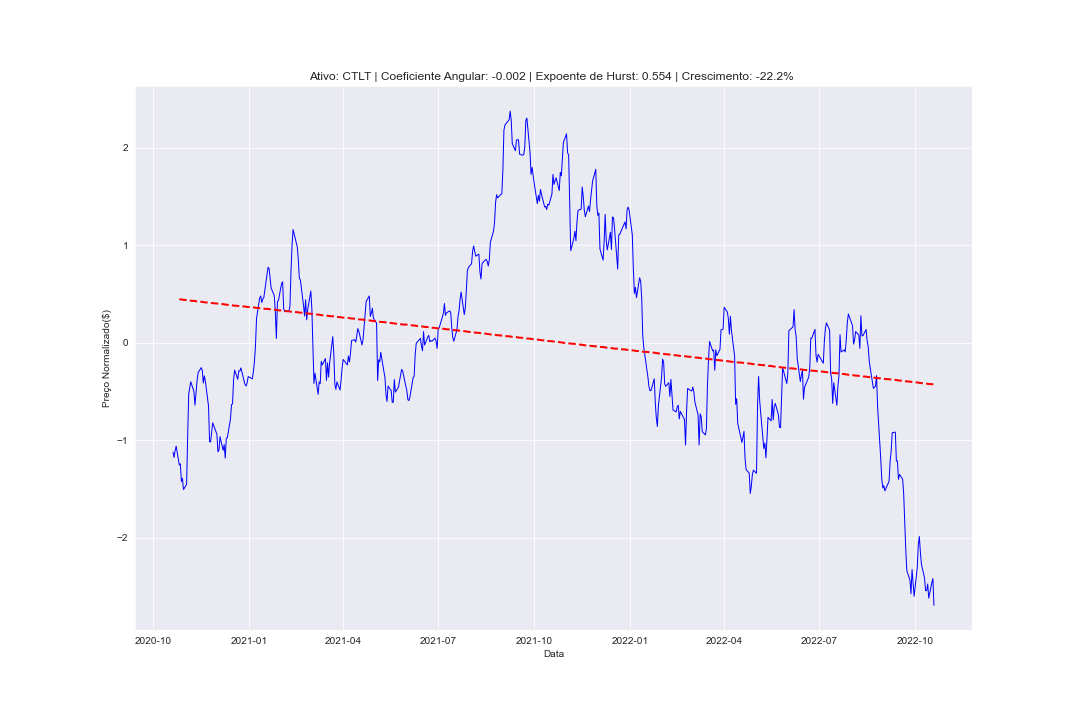 Ativo: CTLT | Coeficiente Angular: -0.002 | Expoente de Hurst: 0.554 | Crescimento: -22.2%
Preço Normalizado($)
2
1
0
−1
−2
2020-10 2021-01 2021-04 2021-07 2021-10 2022-01 2022-04 2022-07 2022-10
Data